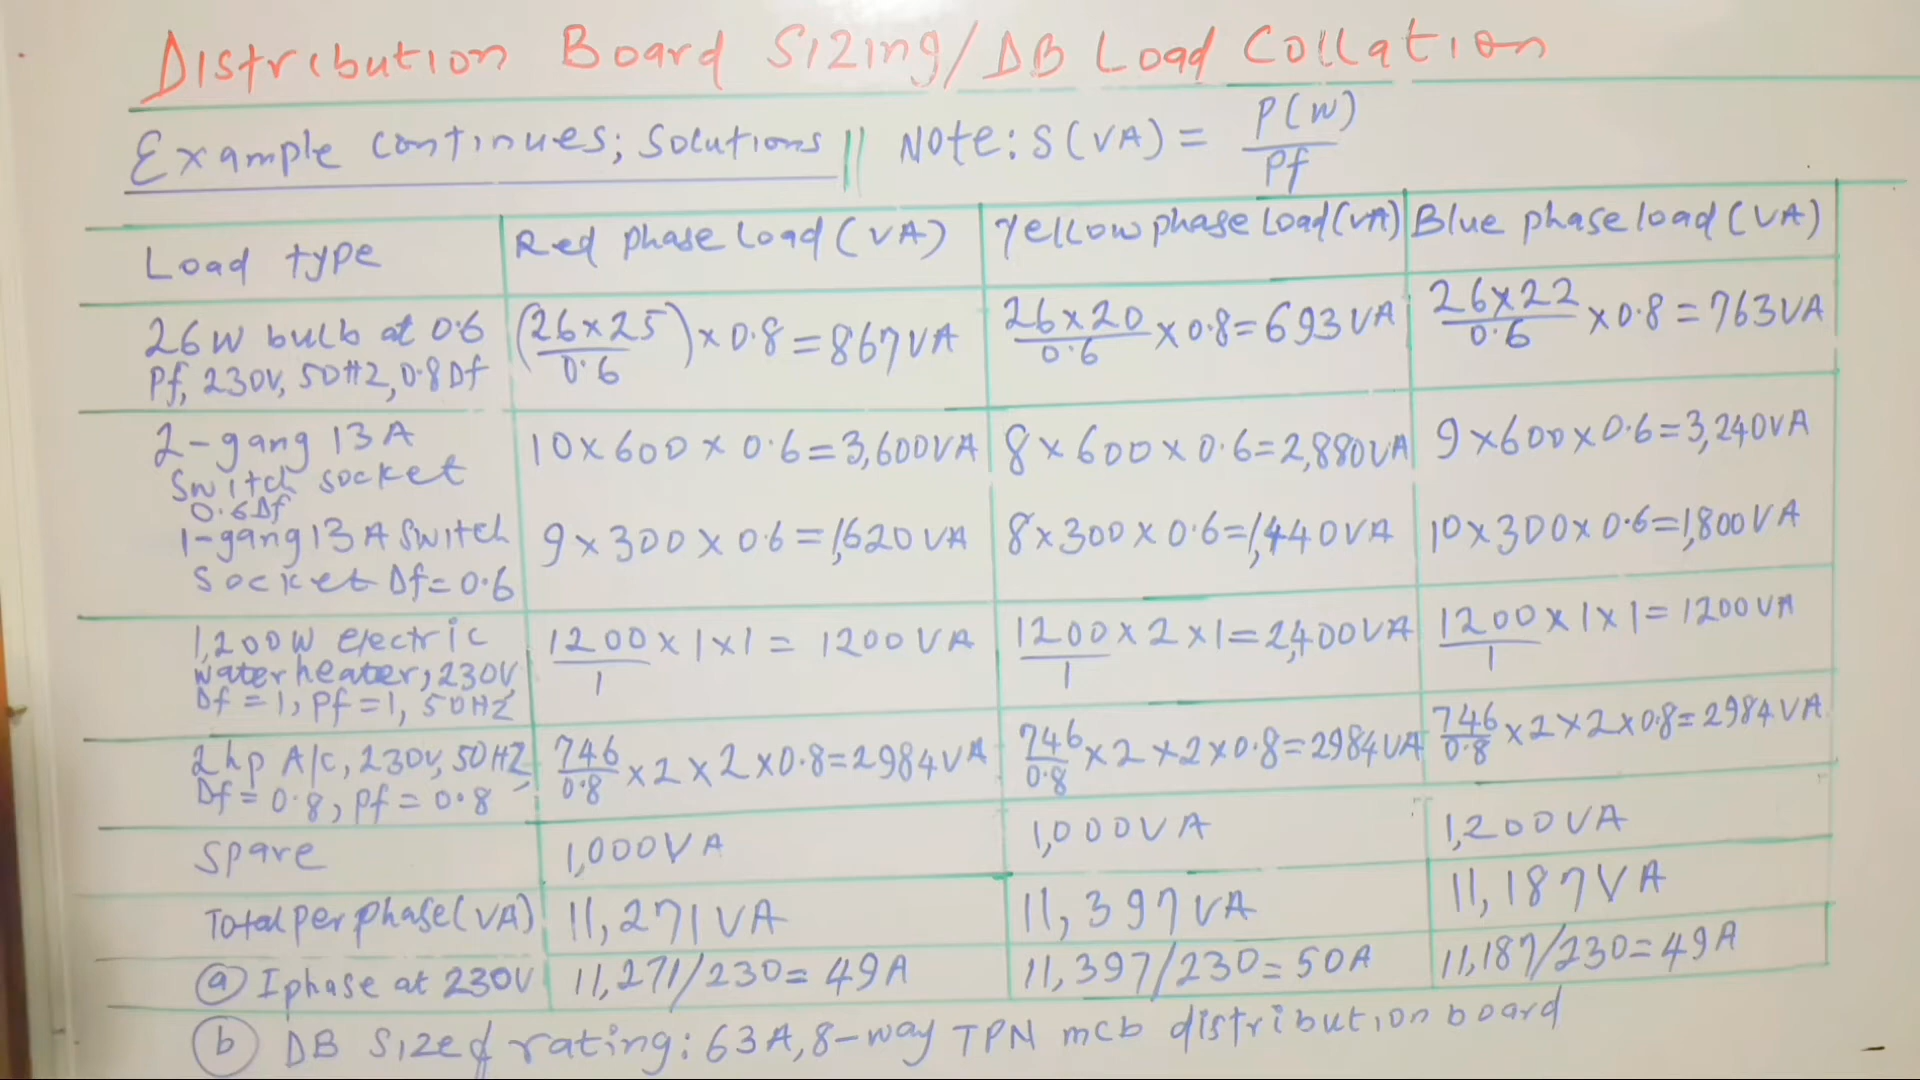 Distribution Board Sizing/DB Load Collation
Example continues; Solutions || Note: S(VA) = P(W)/Pf
Load type
Red phase Load (VA)
Yellow phase Load (VA)
Blue phase load (VA)
26W bulb at 0.6
Pf, 230V, 50HZ, 0.8 Df
(26x25/0.6) x 0.8 = 867VA
26x20/0.6 x 0.8 = 693VA
26x22/0.6 x 0.8 = 763VA
2-gang 13A
Switch socket
0.6 Df
10 x 600 x 0.6 = 3,600VA
8 x 600 x 0.6 = 2,880VA
9 x 600 x 0.6 = 3,240VA
1-gang 13A Switch
Socket Df = 0.6
9 x 300 x 0.6 = 1,620VA
8 x 300 x 0.6 = 1,440VA
10 x 300 x 0.6 = 1,800VA
1,200W electric
water heater, 230V,
Df = 1, Pf = 1, 50HZ
1200/1 x 1 x 1 = 1200VA
1200/1 x 2 x 1 = 2,400VA
1200/1 x 1 x 1 = 1200VA
2hp A/C, 230V, 50HZ,
Df = 0.8, Pf = 0.8
746/0.8 x 2 x 2 x 0.8 = 2984VA
746/0.8 x 2 x 2 x 0.8 = 2984VA
746/0.8 x 2 x 2 x 0.8 = 2984VA
Spare
1,000VA
1,000VA
1,200VA
Total per phase (VA)
11,271VA
11,397VA
11,187VA
(a) Iphase at 230V
11,271/230 = 49A
11,397/230 = 50A
11,187/230 = 49A
(b) DB size & rating: 63A, 8-way TPN mcb distribution board